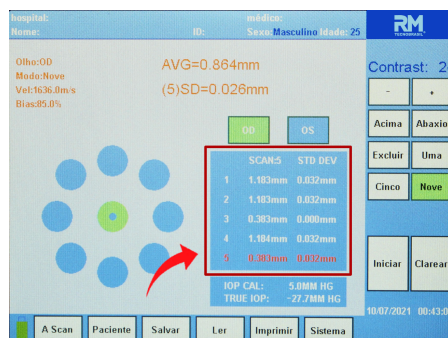 hospital:
médico:
Nome:
ID:
Sexo:Masculino Idade: 25
RM
TECNOBRASIL
Olho:OD
Modo:Nove
Vel:1636.0m/s
Bias:85.0%
AVG=0.864mm
(5)SD=0.026mm
Contrast: 2
-
+
OD
OS
Acima
Abaixo
SCAN:5 STD DEV
1 1.183mm 0.032mm
2 1.183mm 0.032mm
3 0.383mm 0.000mm
4 1.184mm 0.032mm
5 0.383mm 0.032mm
Excluir
Uma
Cinco
Nove
IOP CAL: 5.0MM HG
TRUE IOP: -27.7MM HG
Iniciar
Clarear
10/07/2021 00:43:0
A Scan
Paciente
Salvar
Ler
Imprimir
Sistema